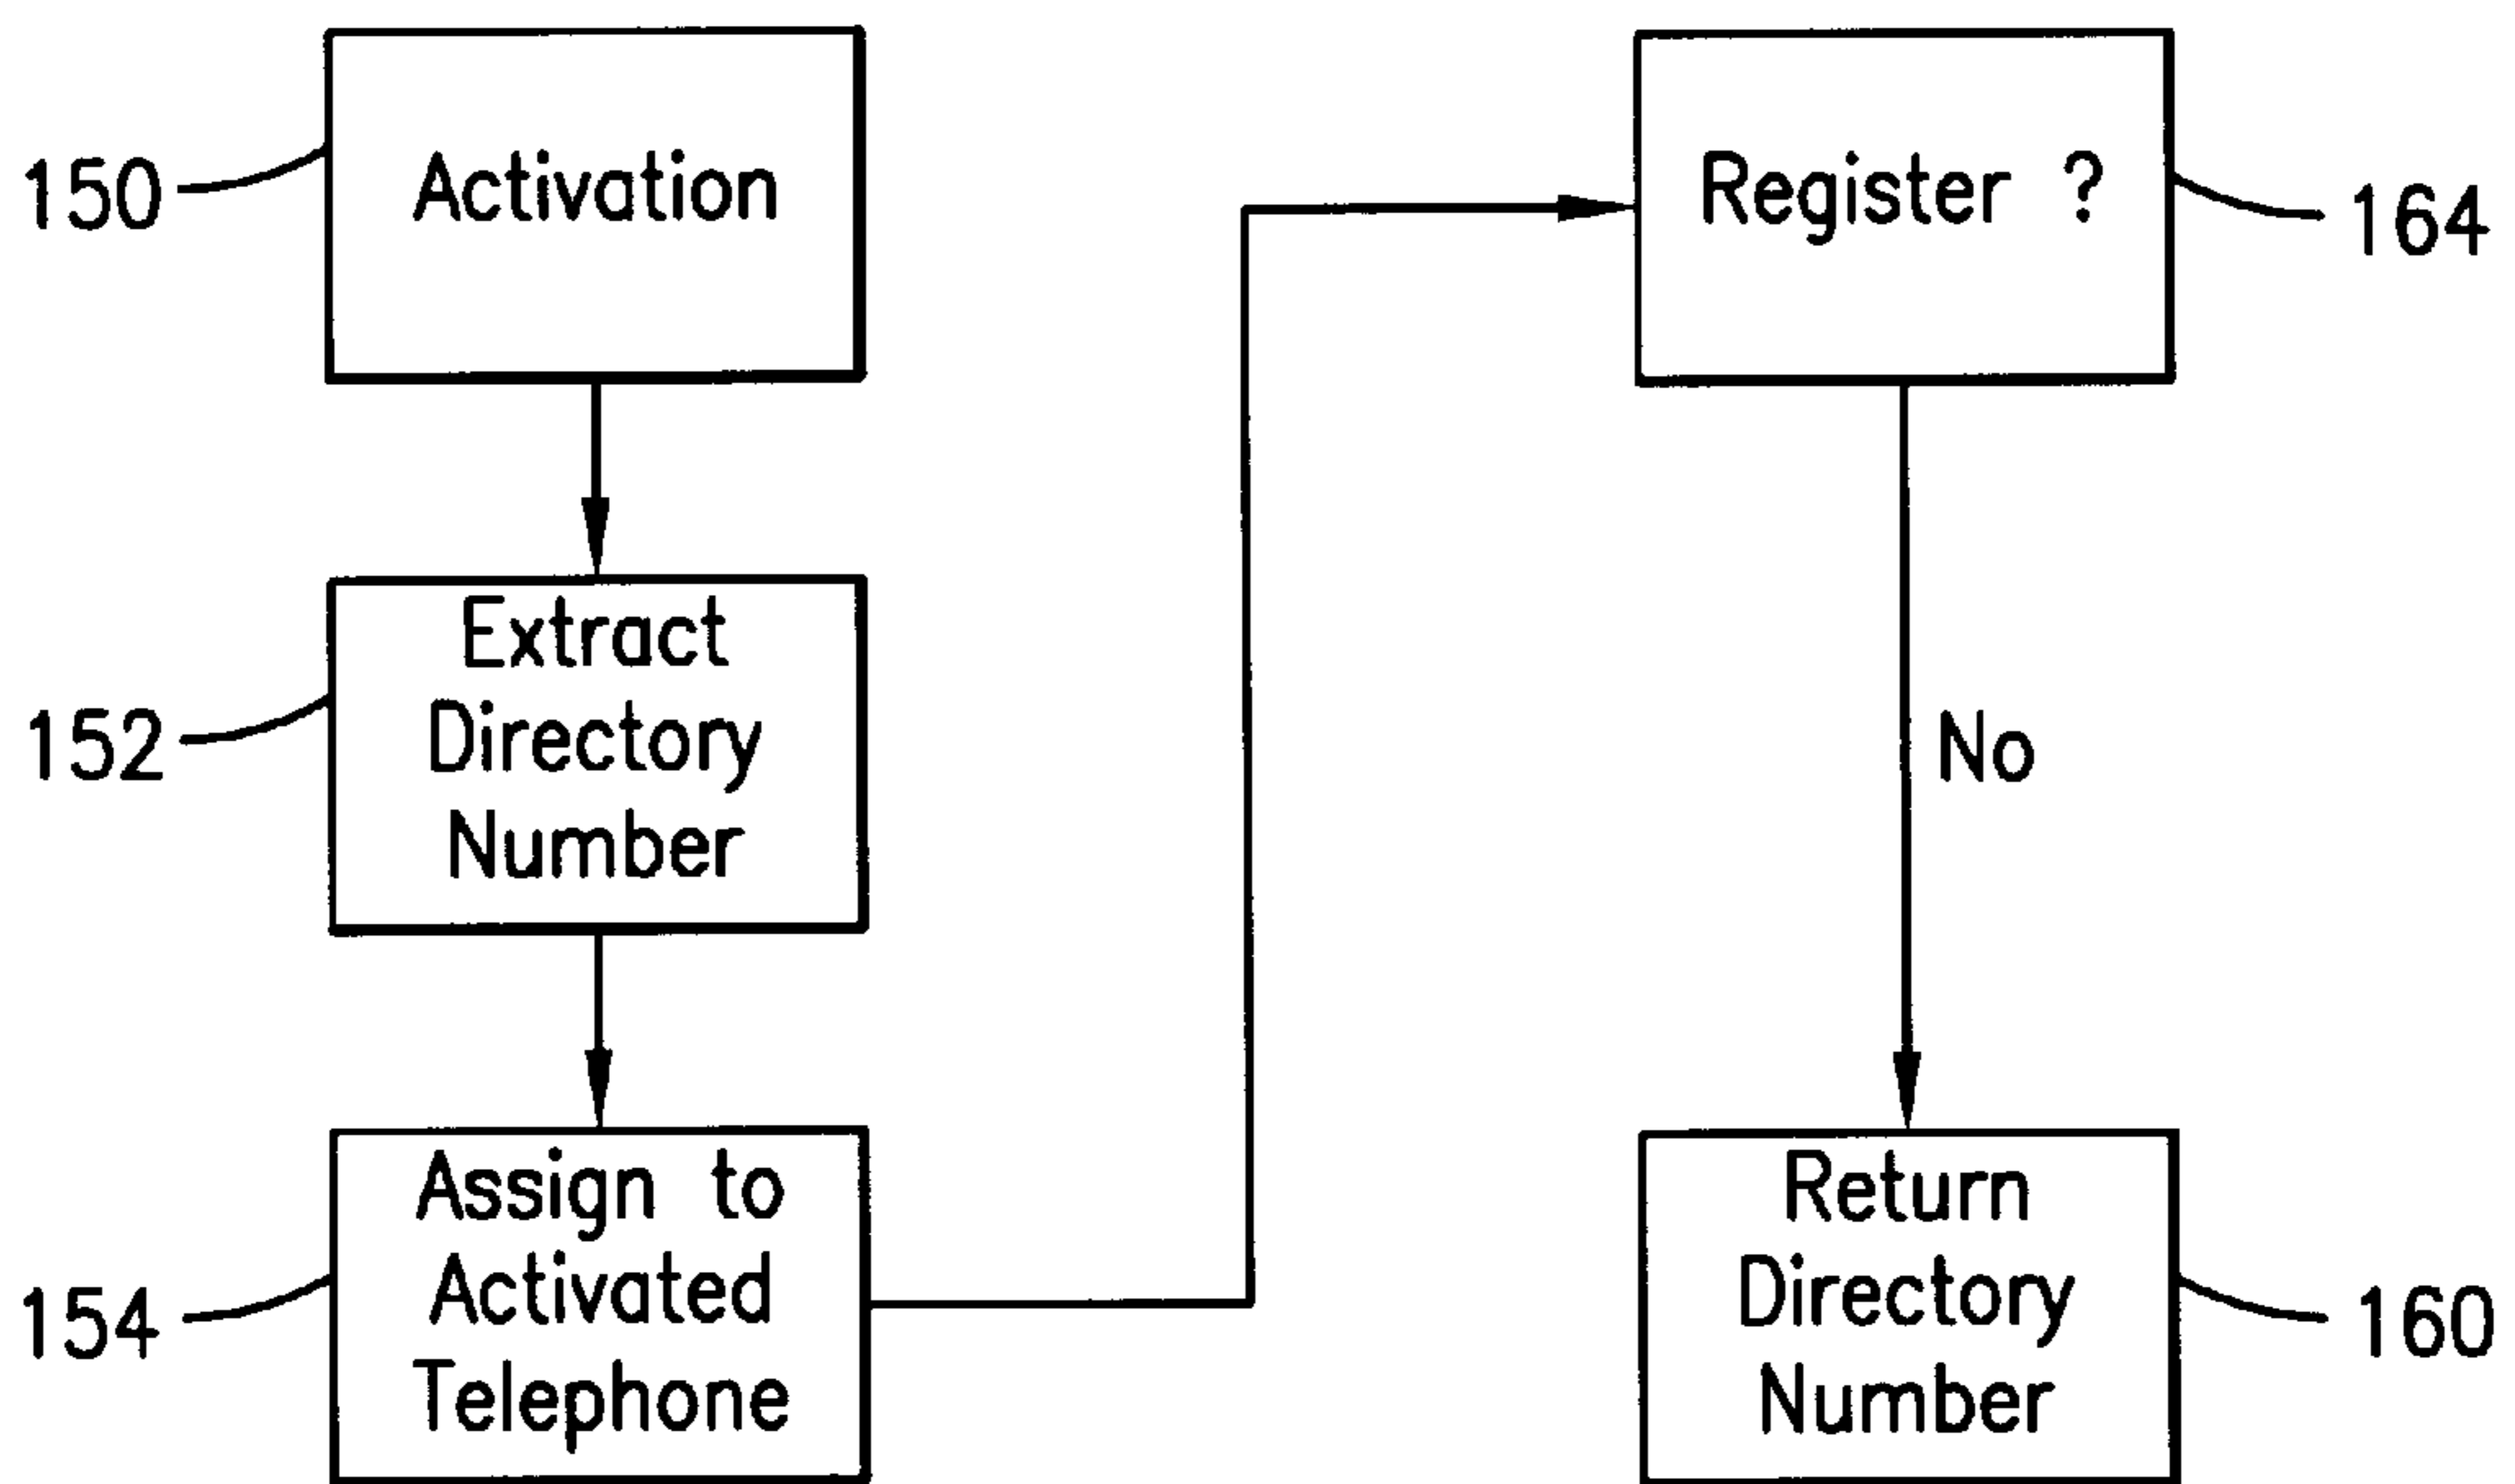 150
Activation
152
Extract
Directory
Number
154
Assign to
Activated
Telephone
Register ?
164
No
Return
Directory
Number
160